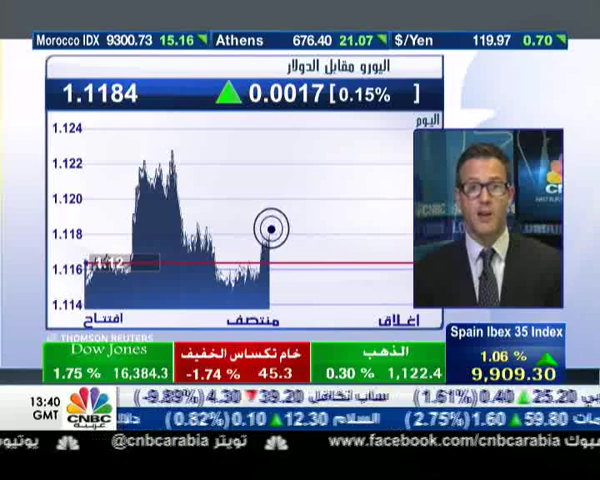 Morocco IDX 9300.73 15.16 Athens 676.40 21.07 $/Yen 119.97 0.70
اليورو مقابل الدولار
1.1184 0.0017 [ 0.15% ]
اليوم
1.124
1.122
1.120
1.118
1.116
1.114
1.12
افتتاح منتصف اغلاق
CNBC
THOMSON REUTERS
Dow Jones
1.75 % 16,384.3
خام تكساس الخفيف
-1.74 % 45.3
الذهب
0.30 % 1,122.4
Spain Ibex 35 Index
1.06 %
9,909.30
13:40
GMT
CNBC
عربية
(-9.89%) 4.30 39.20 ساب تكافل (1.61%) 0.40 25.20
(0.82%) 0.10 12.30 السلام (2.75%) 1.60 59.80
@cnbcarabia تويتر www.facebook.com/cnbcarabia